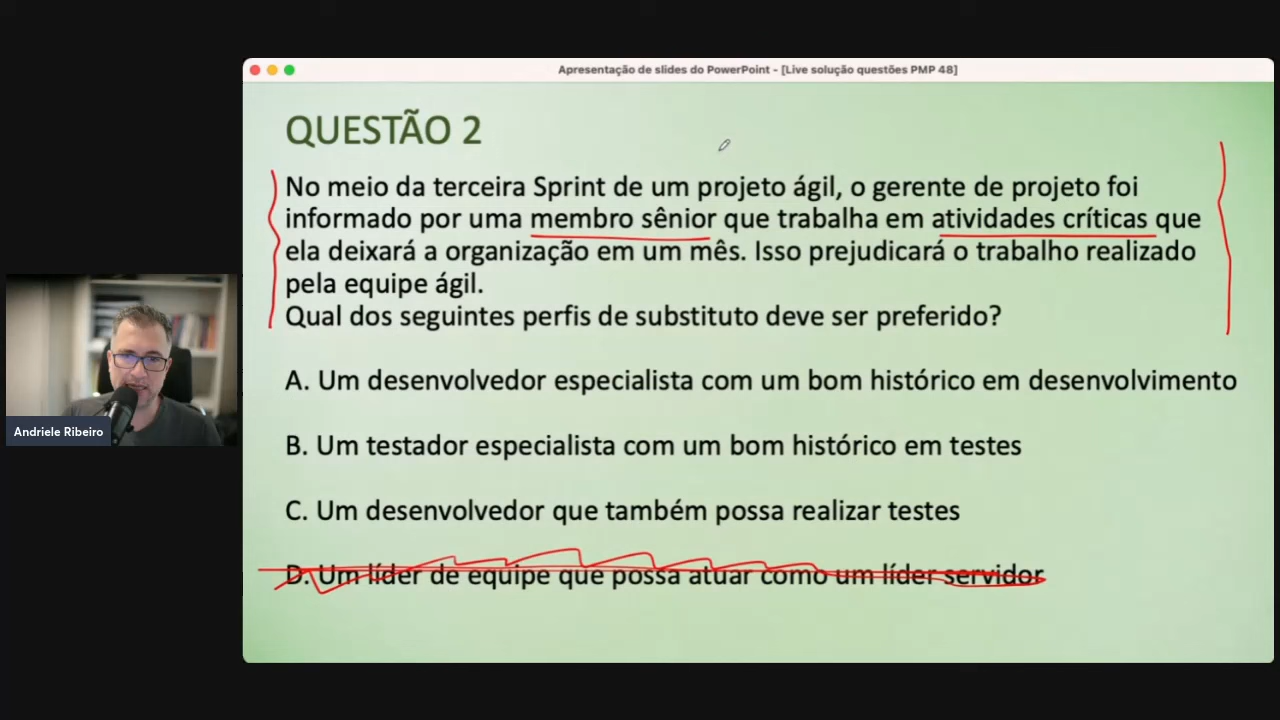 Apresentação de slides do PowerPoint - [Live solução questões PMP 48]
QUESTÃO 2
No meio da terceira Sprint de um projeto ágil, o gerente de projeto foi
informado por uma membro sênior que trabalha em atividades críticas que
ela deixará a organização em um mês. Isso prejudicará o trabalho realizado
pela equipe ágil.
Qual dos seguintes perfis de substituto deve ser preferido?
A. Um desenvolvedor especialista com um bom histórico em desenvolvimento
B. Um testador especialista com um bom histórico em testes
C. Um desenvolvedor que também possa realizar testes
D. Um líder de equipe que possa atuar como um líder servidor
Andriele Ribeiro